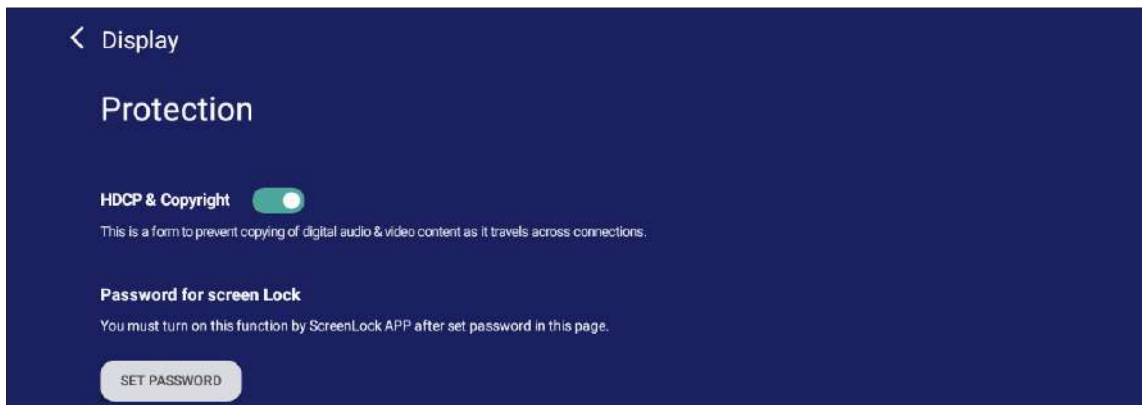 Display
Protection
HDCP & Copyright
This is a form to prevent copying of digital audio & video content as it travels across connections.
Password for screen Lock
You must turn on this function by ScreenLock APP after set password in this page.
SET PASSWORD